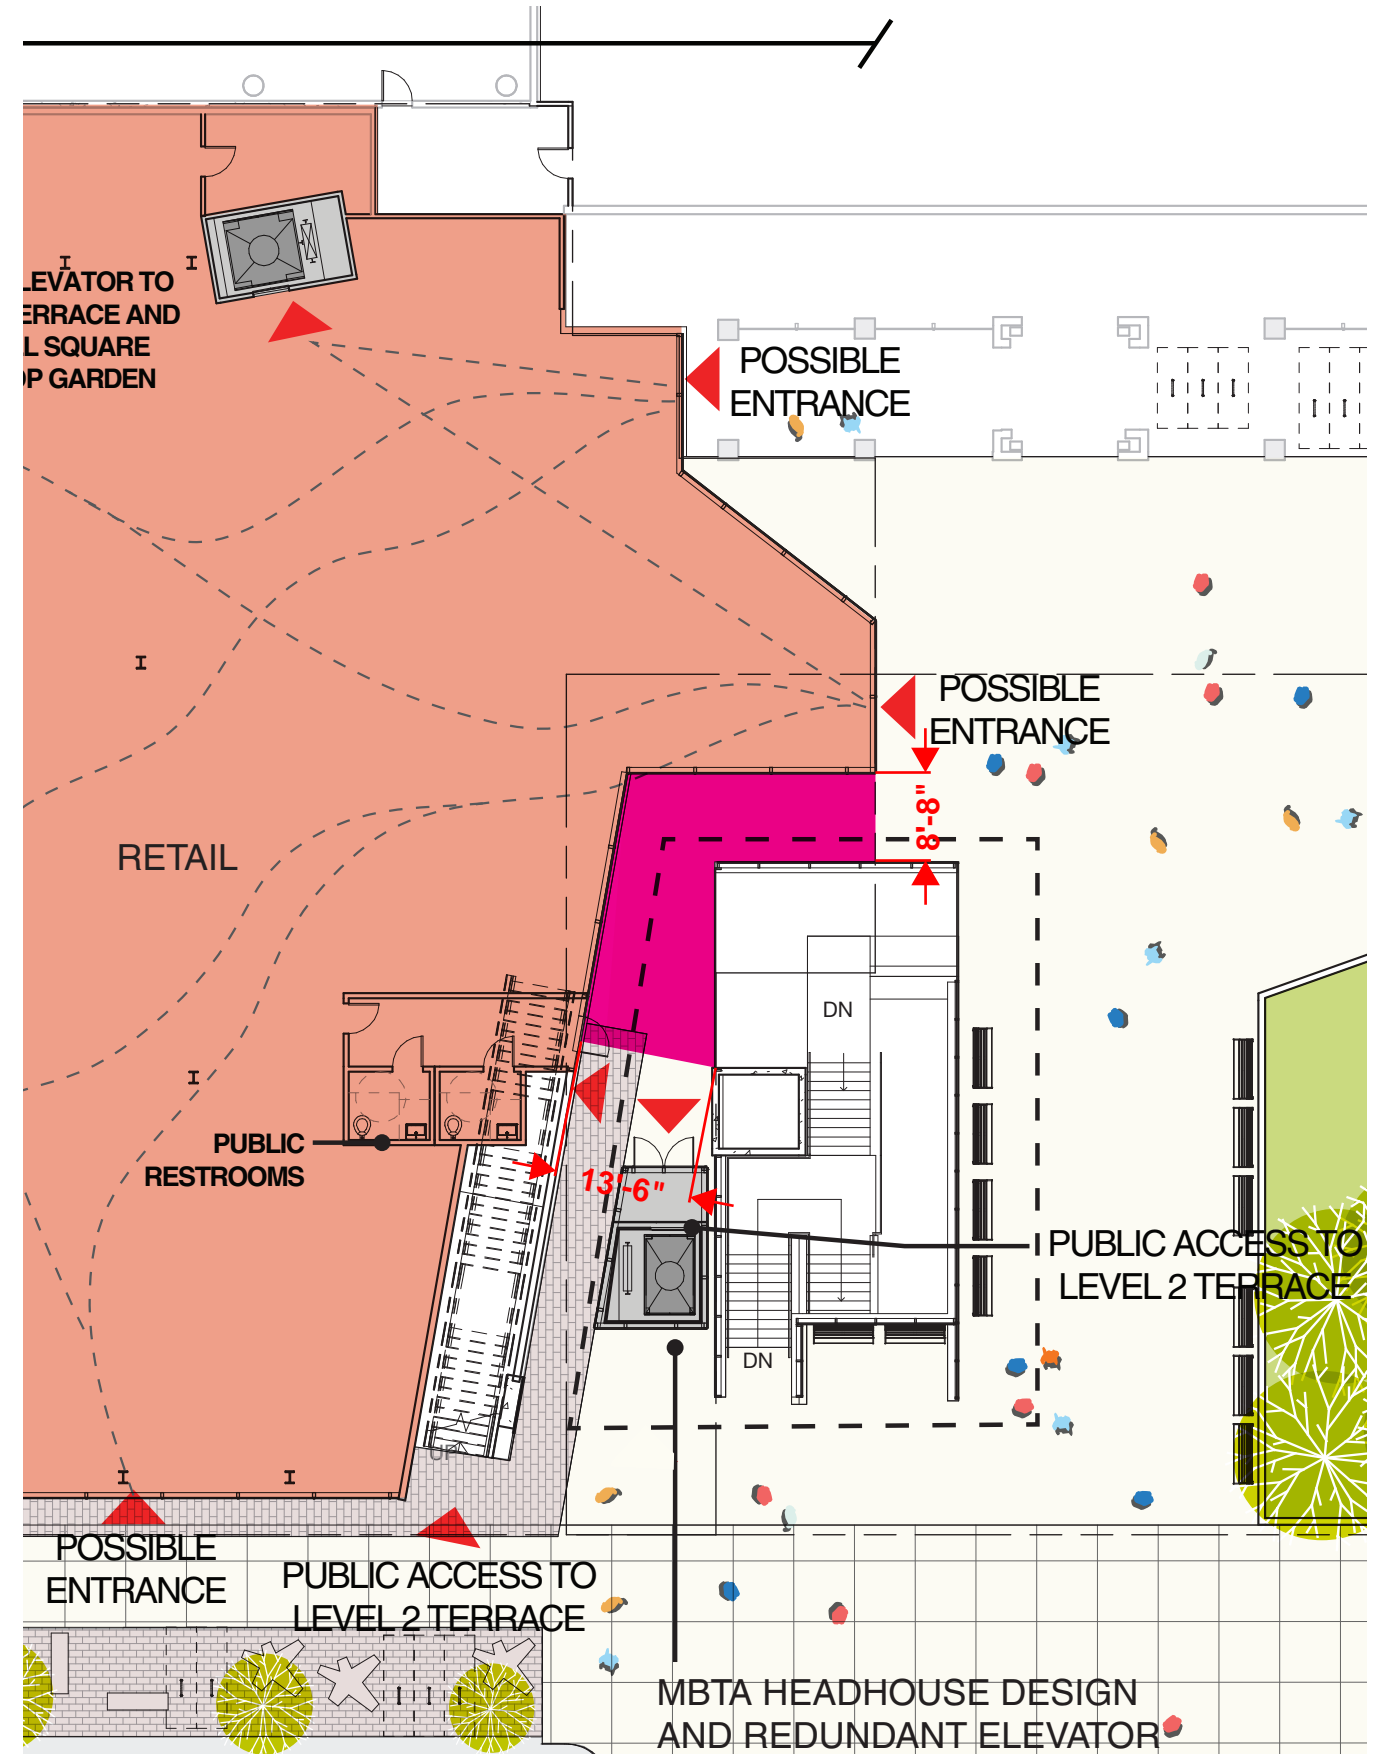 LEVATOR TO
ERRACE AND
L SQUARE
OP GARDEN
POSSIBLE
ENTRANCE
POSSIBLE
ENTRANCE
8'-8"
RETAIL
DN
PUBLIC
RESTROOMS
13'-6"
PUBLIC ACCESS TO
LEVEL 2 TERRACE
DN
UP
POSSIBLE
ENTRANCE
PUBLIC ACCESS TO
LEVEL 2 TERRACE
MBTA HEADHOUSE DESIGN
AND REDUNDANT ELEVATOR